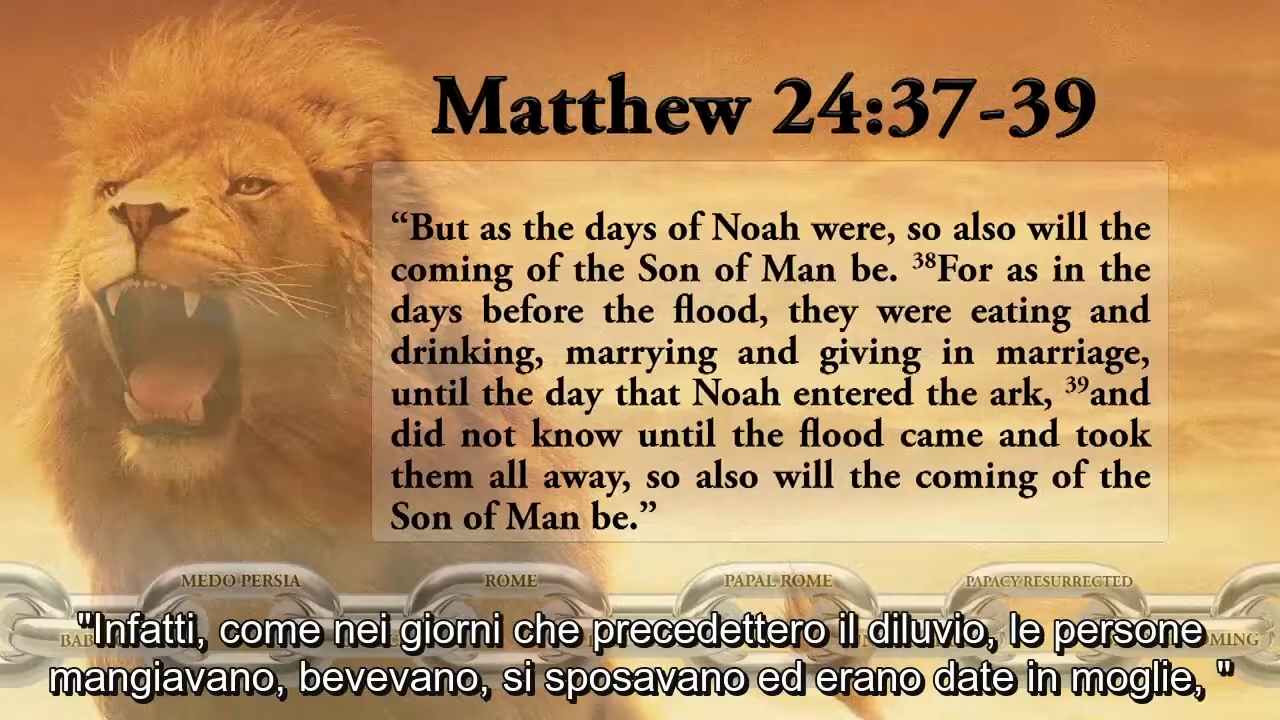 Matthew 24:37-39
“But as the days of Noah were, so also will the
coming of the Son of Man be. ³⁸For as in the
days before the flood, they were eating and
drinking, marrying and giving in marriage,
until the day that Noah entered the ark, ³⁹and
did not know until the flood came and took
them all away, so also will the coming of the
Son of Man be.”
MEDO PERSIA
ROME
PAPAL ROME
PAPACY RESURRECTED
"Infatti, come nei giorni che precedettero il diluvio, le persone
mangiavano, bevevano, si sposavano ed erano date in moglie, "